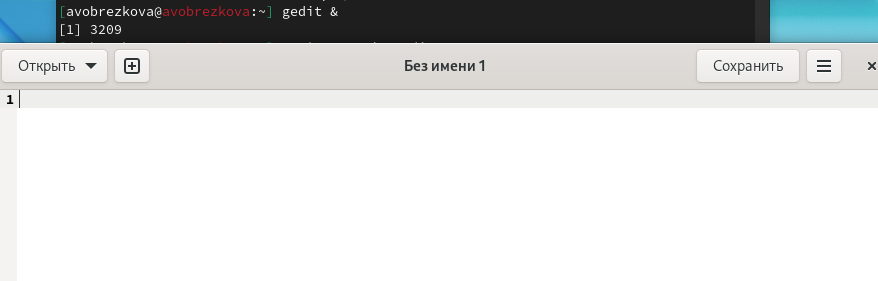 [avobrezkova@avobrezkova:~] gedit &
[1] 3209
Открыть
Без имени 1
Сохранить
1